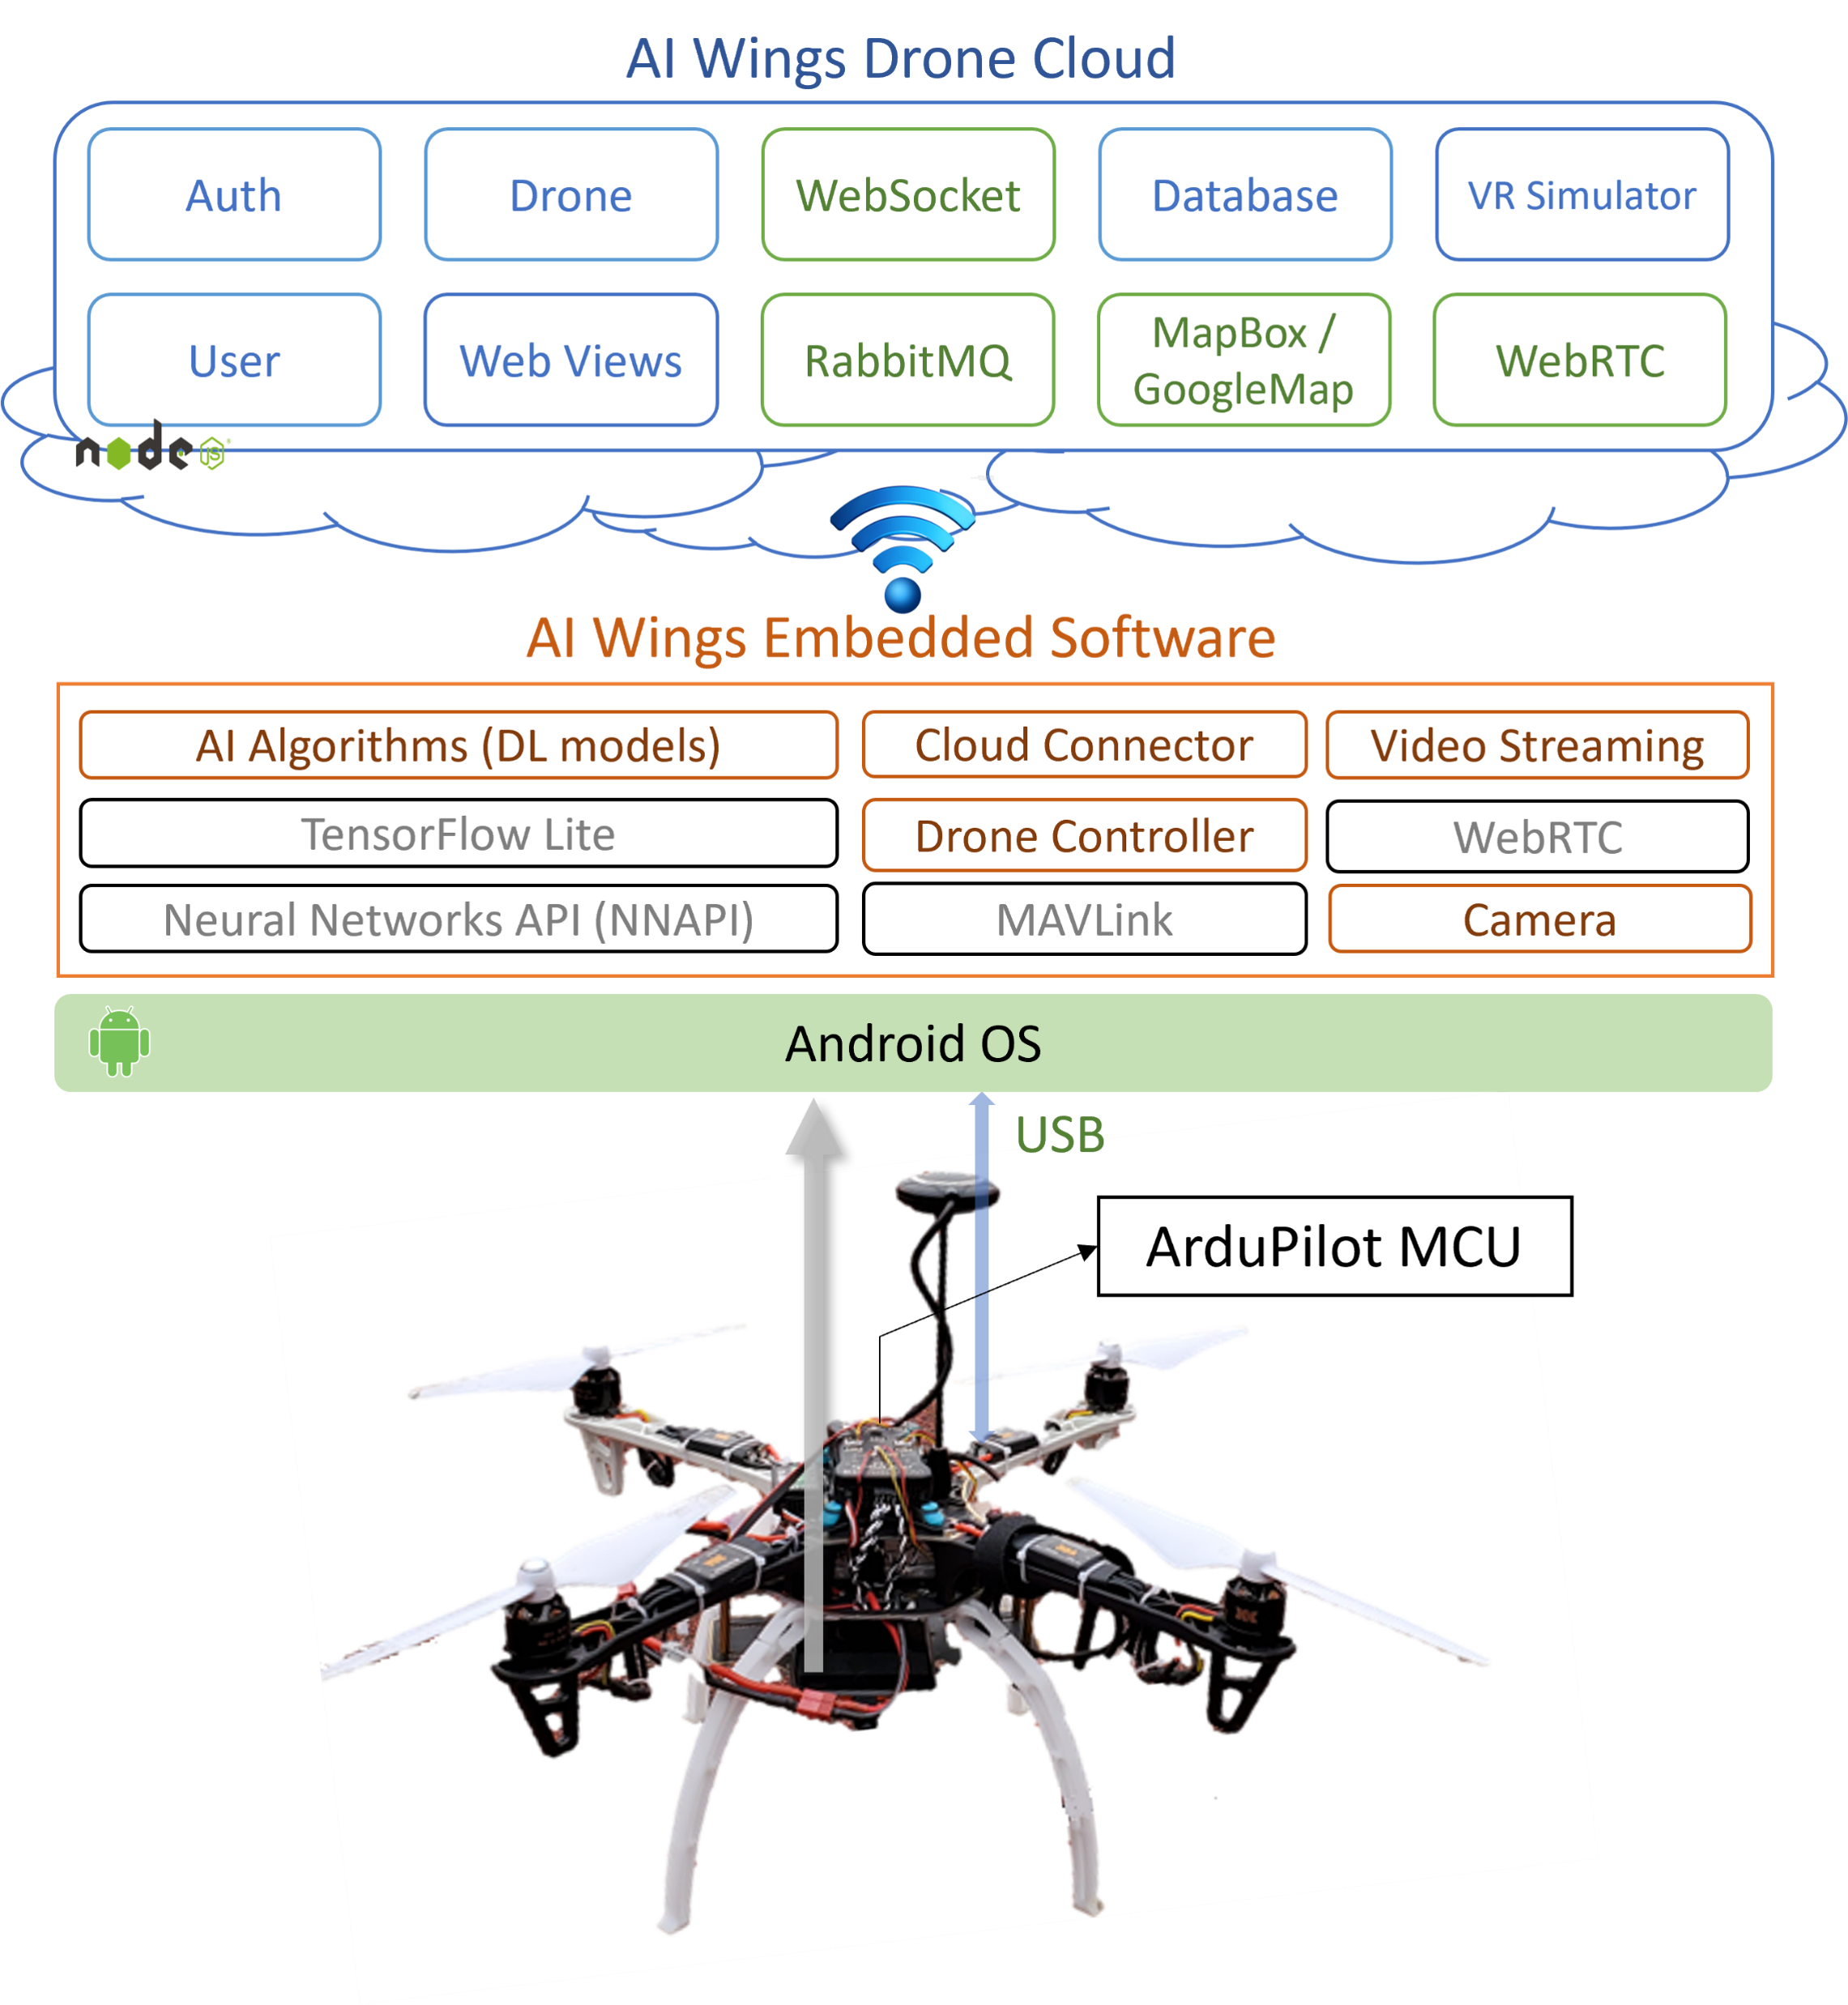 AI Wings Drone Cloud
Auth
Drone
WebSocket
Database
VR Simulator
User
Web Views
RabbitMQ
MapBox /
GoogleMap
WebRTC
node
JS
AI Wings Embedded Software
AI Algorithms (DL models)
Cloud Connector
Video Streaming
TensorFlow Lite
Drone Controller
WebRTC
Neural Networks API (NNAPI)
MAVLink
Camera
Android OS
USB
ArduPilot MCU